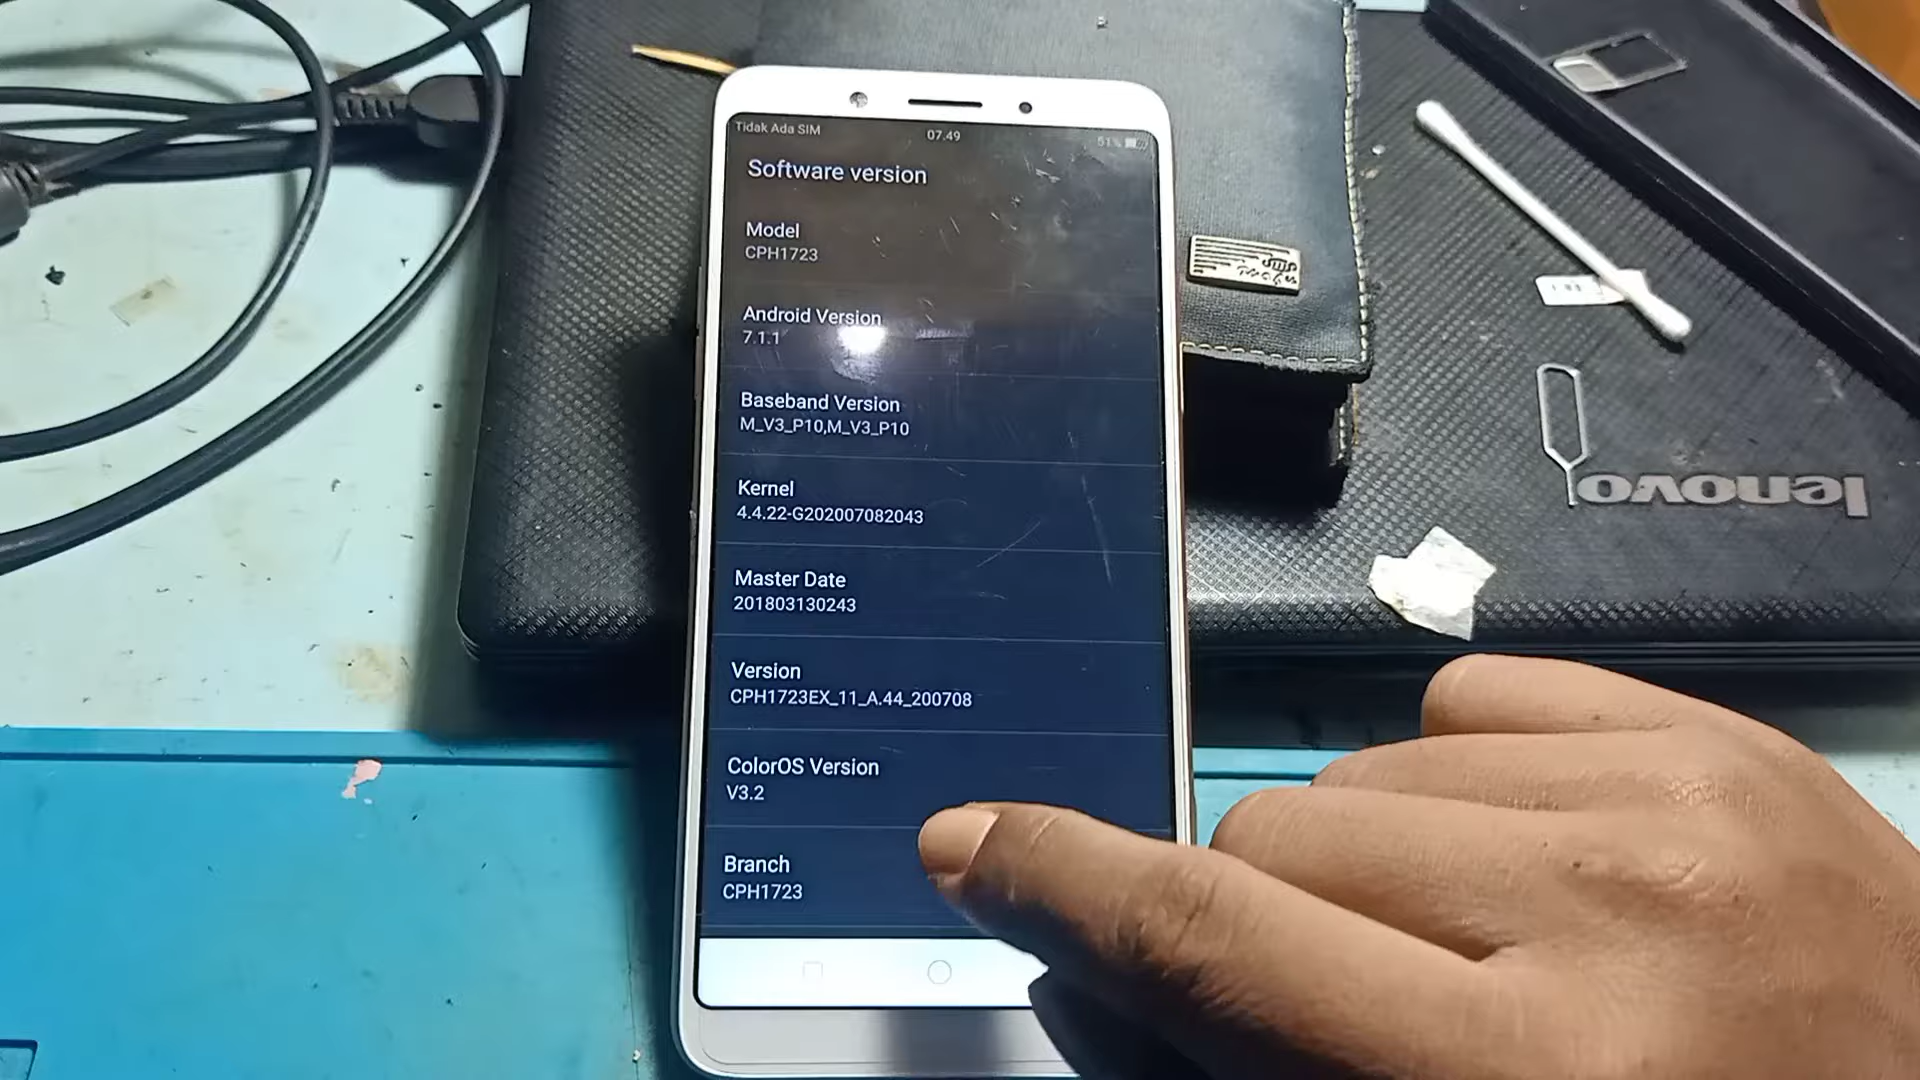 Tidak Ada SIM
07.49
51%
Software version
Model
CPH1723
Android Version
7.1.1
Baseband Version
M_V3_P10,M_V3_P10
Kernel
4.4.22-G202007082043
Master Date
201803130243
Version
CPH1723EX_11_A.44_200708
ColorOS Version
V3.2
Branch
CPH1723
lenovo